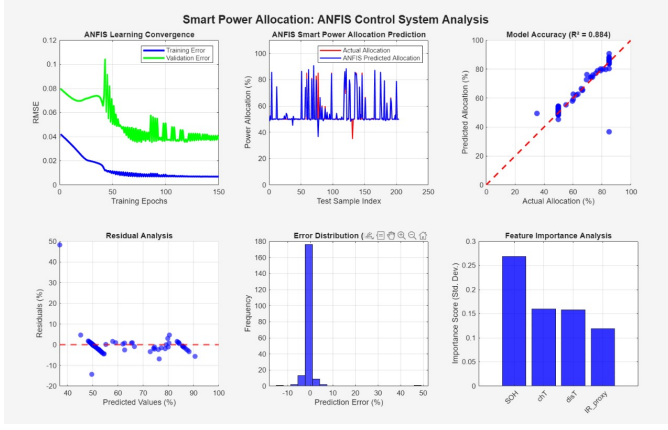 Smart Power Allocation: ANFIS Control System Analysis
ANFIS Learning Convergence
Training Error
Validation Error
0.12
0.1
0.08
0.06
0.04
0.02
0
RMSE
0
50
100
150
Training Epochs
ANFIS Smart Power Allocation Prediction
Actual Allocation
ANFIS Predicted Allocation
100
80
60
40
20
0
Power Allocation (%)
0
50
100
150
200
250
Test Sample Index
Model Accuracy (R² = 0.884)
100
80
60
40
20
0
Predicted Allocation (%)
0
20
40
60
80
100
Actual Allocation (%)
Residual Analysis
50
40
30
20
10
0
-10
-20
Residuals (%)
40
50
60
70
80
90
100
Predicted Values (%)
Error Distribution (
180
160
140
120
100
80
60
40
20
0
Frequency
-10
0
10
20
30
40
50
Prediction Error (%)
Feature Importance Analysis
0.3
0.25
0.2
0.15
0.1
0.05
0
Importance Score (Std. Dev.)
SOH
chT
disT
IR_proxy